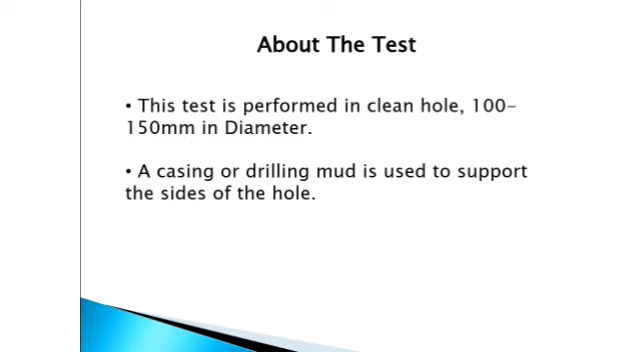 About The Test
• This test is performed in clean hole, 100-
150mm in Diameter.
• A casing or drilling mud is used to support
the sides of the hole.